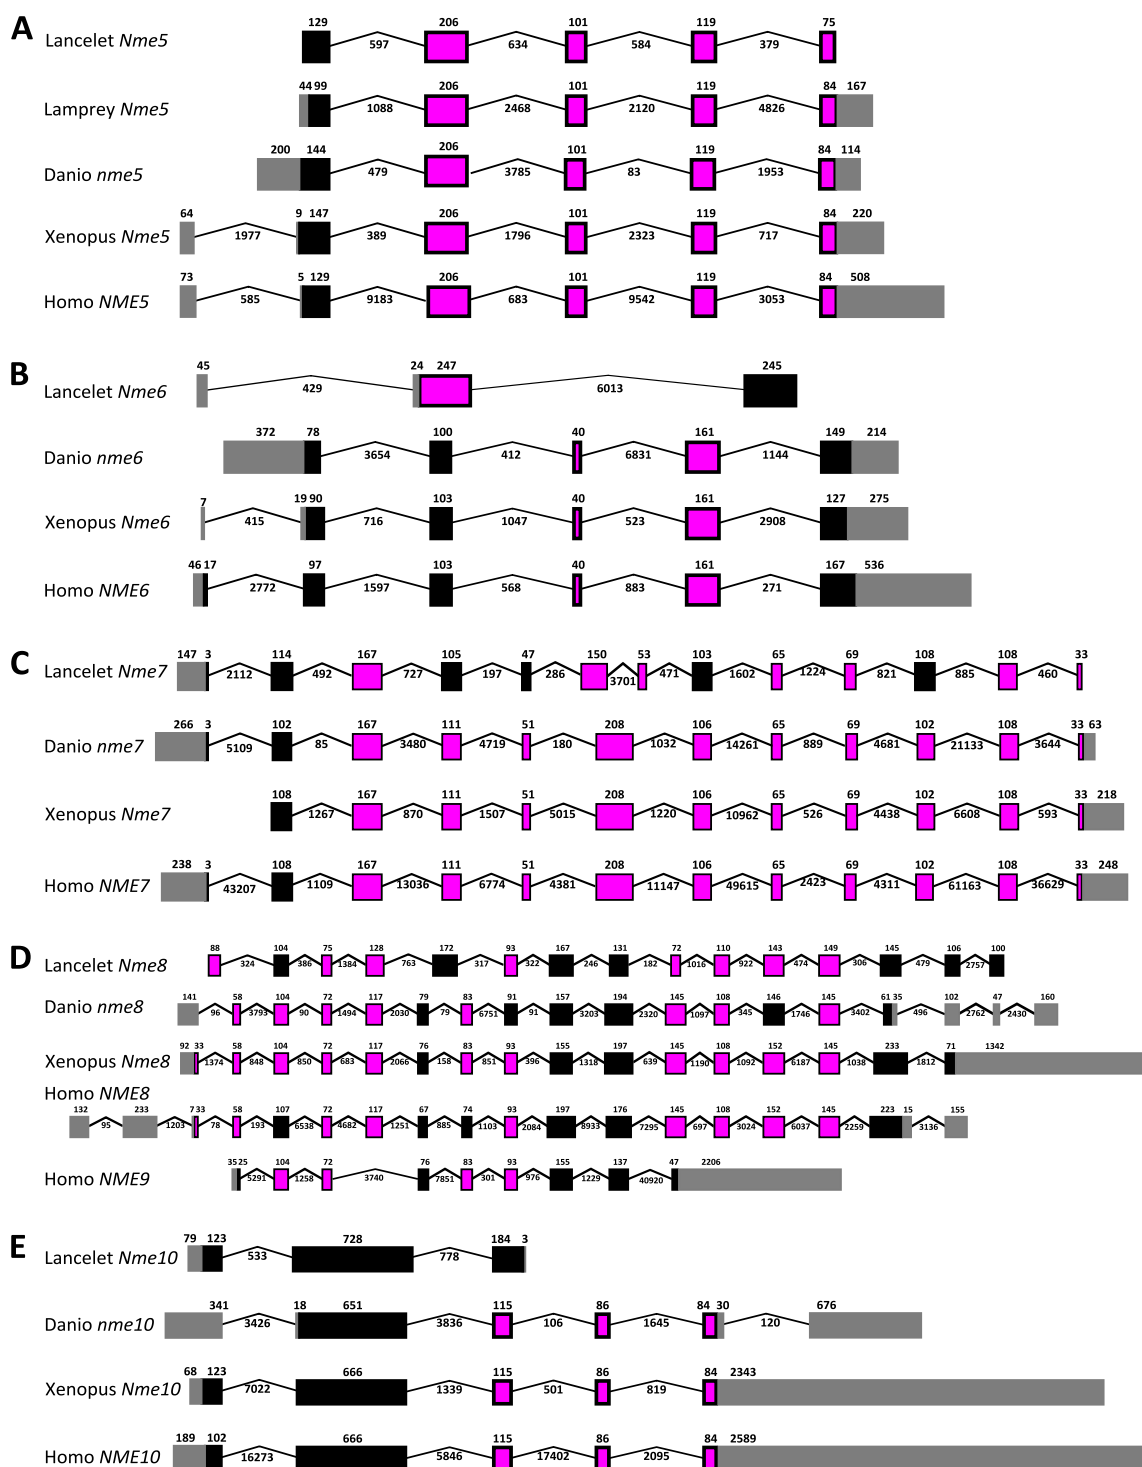 A
129 206 101 119 75
Lancelet Nme5
597 634 584 379
44 99 206 101 119 84 167
Lamprey Nme5
1088 2468 2120 4826
200 144 206 101 119 84 114
Danio nme5
479 3785 83 1953
64 9 147 206 101 119 84 220
Xenopus Nme5
1977 389 1796 2323 717
73 5 129 206 101 119 84 508
Homo NME5
585 9183 683 9542 3053
B
45 24 247 245
Lancelet Nme6
429 6013
372 78 100 40 161 149 214
Danio nme6
3654 412 6831 1144
7 19 90 103 40 161 127 275
Xenopus Nme6
415 716 1047 523 2908
46 17 97 103 40 161 167 536
Homo NME6
2772 1597 568 883 271
C
147 3 114 167 105 47 150 53 103 65 69 108 108 33
Lancelet Nme7
2112 492 727 197 286 3701 471 1602 1224 821 885 460
266 3 102 167 111 51 208 106 65 69 102 108 33 63
Danio nme7
5109 85 3480 4719 180 1032 14261 889 4681 21133 3644
108 167 111 51 208 106 65 69 102 108 33 218
Xenopus Nme7
1267 870 1507 5015 1220 10962 526 4438 6608 593
238 3 108 167 111 51 208 106 65 69 102 108 33 248
Homo NME7
43207 1109 13036 6774 4381 11147 49615 2423 4311 61163 36629
D
88 104 75 128 172 93 167 131 72 110 143 149 145 106 100
Lancelet Nme8
324 386 1384 763 317 322 246 182 1016 922 474 306 479 2757
141 58 104 72 117 79 83 91 157 194 145 108 146 145 61 35 102 47 160
Danio nme8
96 3793 90 1494 2030 79 6751 91 3203 2320 1097 345 1746 3402 496 2762 2430
92 33 58 104 72 117 76 83 93 155 197 145 108 152 145 233 71 1342
Xenopus Nme8
1374 848 850 683 2066 158 851 396 1318 639 1190 1092 6187 1038 1812
Homo NME8
132 233 7 33 58 107 72 117 67 74 93 197 176 145 108 152 145 223 15 155
95 1203 78 193 6538 4682 1251 885 1103 2084 8933 7295 697 3024 6037 2259 3136
35 25 104 72 76 83 93 155 137 47 2206
Homo NME9
5291 1258 3740 7851 301 976 1229 40920
E
79 123 728 184 3
Lancelet Nme10
533 778
341 18 651 115 86 84 30 676
Danio nme10
3426 3836 106 1645 120
68 123 666 115 86 84 2343
Xenopus Nme10
7022 1339 501 819
189 102 666 115 86 84 2589
Homo NME10
16273 5846 17402 2095